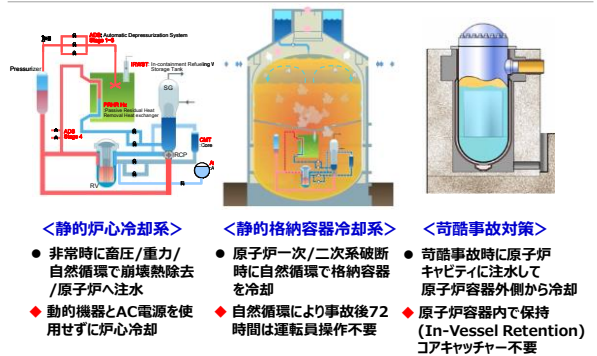 ADS Automatic Depressurization System
Stage 1-3
IRWST In-containment Refueling W
Storage Tank
Pressurizer
SG
PRHR Hx
Passive Residual Heat
Removal Heat exchanger
ADS
Stage 4
CMT
Core
RCP
RV
<静的炉心冷却系>
● 非常時に蓄圧/重力/
自然循環で崩壊熱除去
/原子炉へ注水
◆ 動的機器とAC電源を使
用せずに炉心冷却
<静的格納容器冷却系>
● 原子炉一次/二次系破断
時に自然循環で格納容器
を冷却
◆ 自然循環により事故後72
時間は運転員操作不要
<苛酷事故対策>
● 苛酷事故時に原子炉
キャビティに注水して
原子炉容器外側から冷却
◆ 原子炉容器内で保持
(In-Vessel Retention)
コアキャッチャー不要